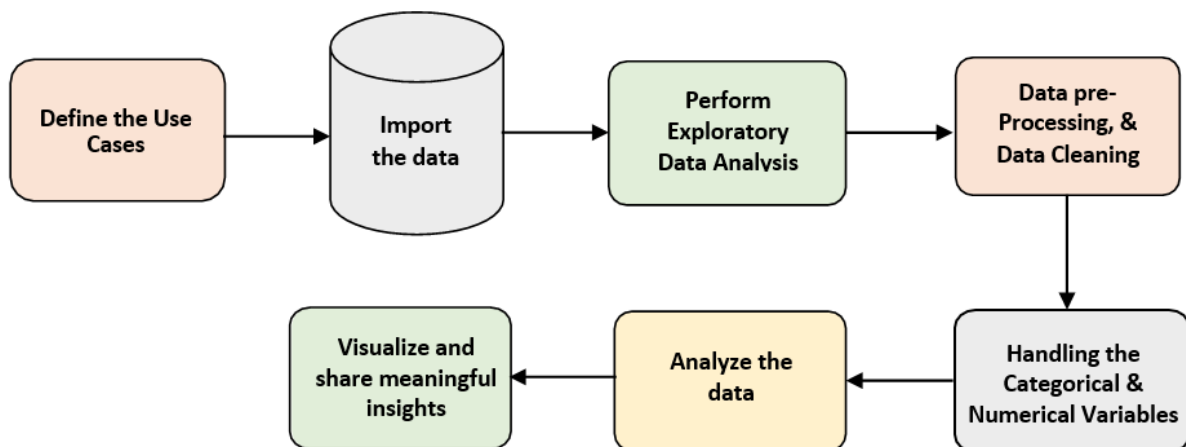 Define the Use
Cases
Import
the data
Perform
Exploratory
Data Analysis
Data pre-
Processing, &
Data Cleaning
Handling the
Categorical &
Numerical Variables
Analyze the
data
Visualize and
share meaningful
insights